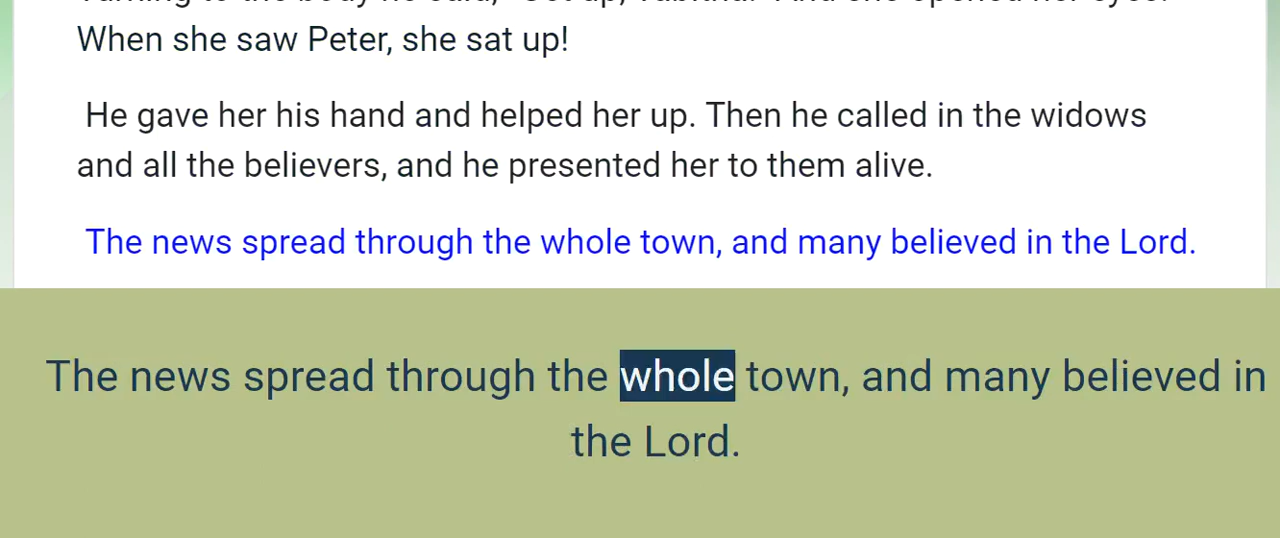 When she saw Peter, she sat up!
He gave her his hand and helped her up. Then he called in the widows
and all the believers, and he presented her to them alive.
The news spread through the whole town, and many believed in the Lord.
The news spread through the whole town, and many believed in
the Lord.